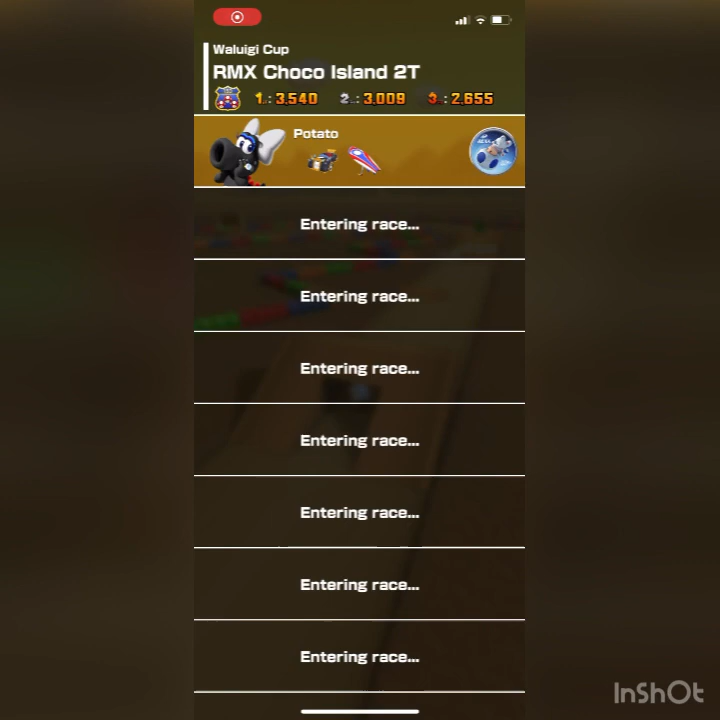 Waluigi Cup
RMX Choco Island 2T
1.: 3,540 2.: 3,009 3.: 2,655
Potato
Entering race...
Entering race...
Entering race...
Entering race...
Entering race...
Entering race...
Entering race...
InShOt